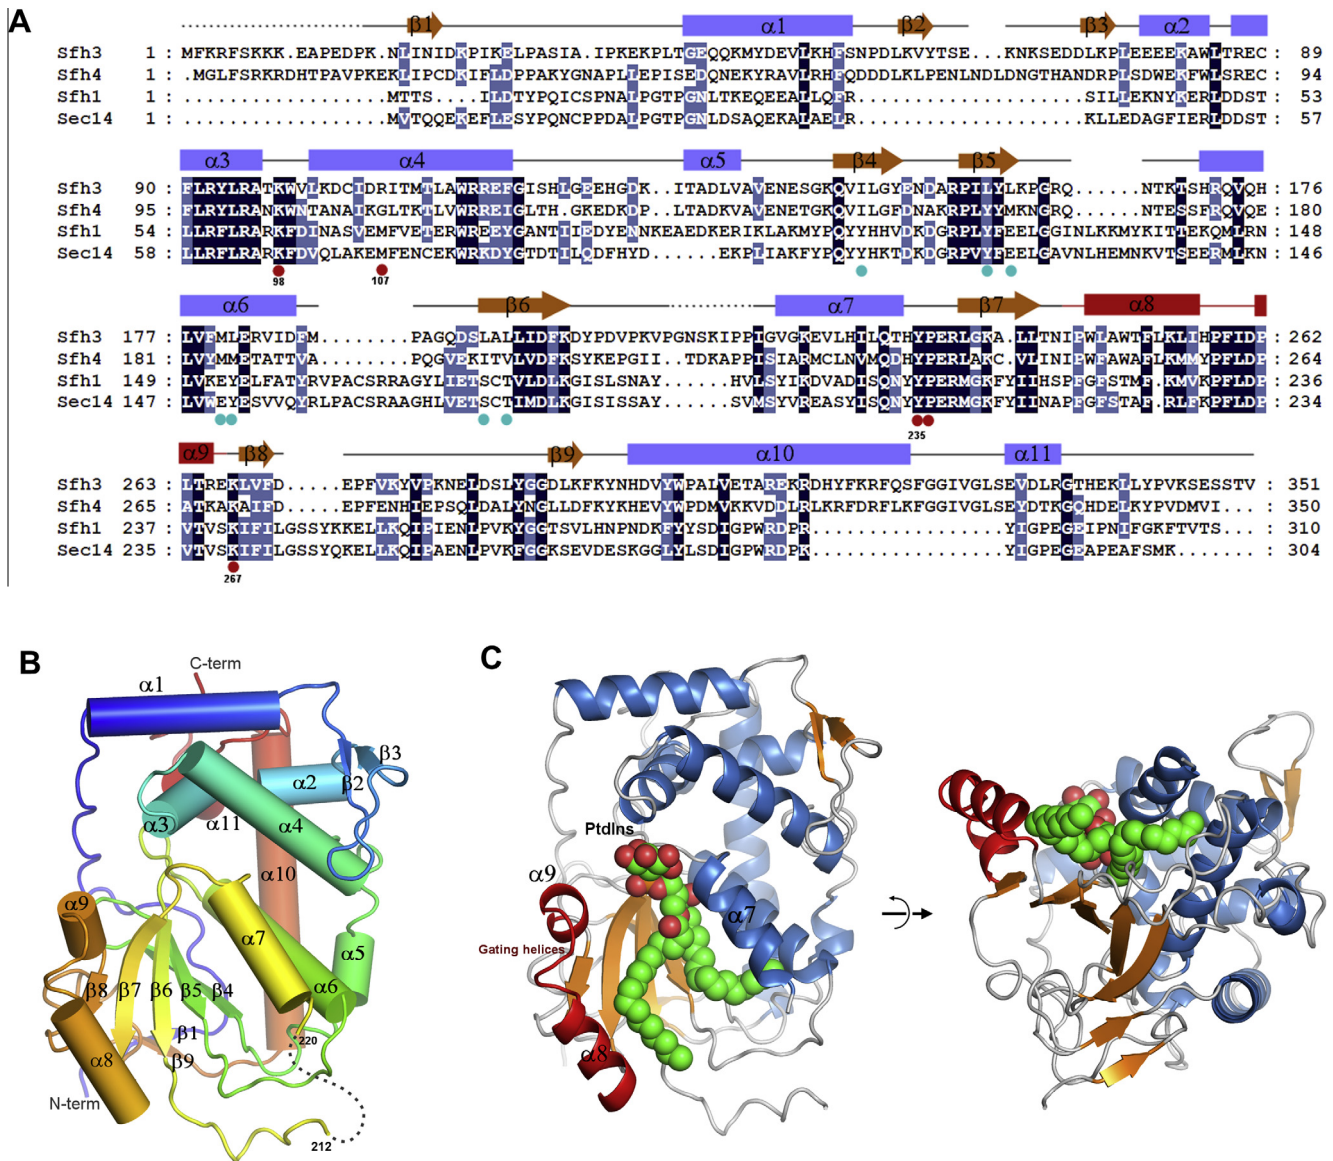 A
β1 α1 β2 β3 α2
Sfh3 1 : MFKRFSKKK.EAPEDPK.NLINIDKPIKELPASIA.IPKEKPLTGEQQKMYDEVLKHFSNPDLKVYTSE...KNKSEDDLKPLEEEEKAWLTREC : 89
Sfh4 1 : .MGLFSRKRDHTPAVPKEKLIPCDKIFLDPPAKYGNAPLLEPISEDQNEKYRAVLRHFQDDDLKLPENLNDLDNGTHANDRPLSDWEKFWLSREC : 94
Sfh1 1 : ..................MTTS...ILDTYPQICSPNALPGTPGNLTKEQEEALLQFR....................SILLEKNYKERLDDST : 53
Sec14 1 : ..................MVTQQEKEFLESYPQNCPPDALPGTPGNLDSAQEKALAELR....................KLLEDAGFIERLDDST : 57
α3 α4 α5 β4 β5
Sfh3 90 : FLRYLRATKWVLKDCIDRITMTLAWRREFGISHLGEEHGDK..ITADLVAVENESGKQVILGYENDARPILYLKPGRQ......NTKTSHRQVQH : 176
Sfh4 95 : FLRYLRANKWNTANAIKGLTKTLVWRREIGLTH.GKEDKDP..LTADKVAVENETGKQVILGFDNAKRPLYYMKNGRQ......NTESSFRQVQE : 180
Sfh1 54 : LLRFLRARKFDINASVEMFVETERWREEYGANTIIEDYENNKEAEDKERIKLAKMYPQYYHHVDKDGRPLYFEELGGINLKKMYKITTEKQMLRN : 148
Sec14 58 : LLRFLRARKFDVQLAKEMFENCEKWRKDYGTDTILQDFHYD....EKPLIAKFYPQYYHKTDKDGRPVYFEELGAVNLHEMNKVTSEERMLKN : 146
98 107
α6 β6 α7 β7 α8
Sfh3 177 : LVFMLERVIDFM........PAGQDSLALLIDFKDYPDVPKVPGNSKIPPIGVGKEVLHILQTHYPERLGKA.LLTNIPWLAWTFLKLIHPFIDP : 262
Sfh4 181 : LVYMMETATTVA........PQGVEKITVLVDFKSYKEPGII..TDKAPPISIARMCLNVMQDHYPERLAKC.VLINIPWFAWAFLKMMYPFLDP : 264
Sfh1 149 : LVKEYELFATYRVPACSRRAGYLIETSCTVLDLKGISLSNAY......HVLSYIKDVADISQNYYPERMGKFYIIHSPFGFSTMF.KMVKPFLDP : 236
Sec14 147 : LVWEYESVVQYRLPACSRAAGHLVETSCTIMDLKGISISSAY......SVMSYVREASYISQNYYPERMGKFYIINAPFGFSTAF.RLFKPFLDP : 234
235
α9 β8 β9 α10 α11
Sfh3 263 : LTREKLVFD.....EPFVKYVPKNELDSLYGGDLKFKYNHDVYWPALVETAREKRDHYFKRFQSFGGIVGLSEVDLRGTHEKLLYPVKSESSTV : 351
Sfh4 265 : ATKAKAIFD.....EPFENHIEPSQLDALYNGLLDFKYKHEVYWPDMVKKVDDLRLKRFDRFLKFGGIVGLSEYDTKGQHDELKYPVDMVI... : 350
Sfh1 237 : VTVSKIFILGSSYKKELLKQIPIENLPVKYGGTSVLHNPNDKFYYSDIGPWRDPR.................YIGPEGEIPNIFGKFTVTS... : 310
Sec14 235 : VTVSKIFILGSSYQKELLKQIPAENLPVKFGGKSEVDESKGGLYLSDIGPWRDPK.................YIGPEGEAPEAFSMK....... : 304
267
B
C-term
α1
β3
α2
β2
α3
α11
α4
α10
α9
α7
α5
α6
β8
β7
β6
β5
β4
β1
220
α8
β9
N-term
212
C
PtdIns
α9
α7
Gating helices
α8